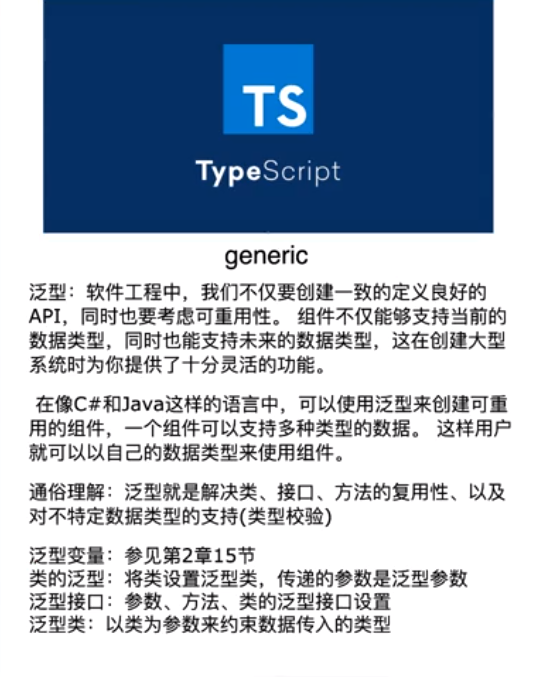 TS
TypeScript
generic
泛型：软件工程中，我们不仅要创建一致的定义良好的
API，同时也要考虑可重用性。 组件不仅能够支持当前的
数据类型，同时也能支持未来的数据类型，这在创建大型
系统时为你提供了十分灵活的功能。
在像C#和Java这样的语言中，可以使用泛型来创建可重
用的组件，一个组件可以支持多种类型的数据。 这样用户
就可以以自己的数据类型来使用组件。
通俗理解：泛型就是解决类、接口、方法的复用性、以及
对不特定数据类型的支持(类型校验)
泛型变量：参见第2章15节
类的泛型：将类设置泛型类，传递的参数是泛型参数
泛型接口：参数、方法、类的泛型接口设置
泛型类：以类为参数来约束数据传入的类型